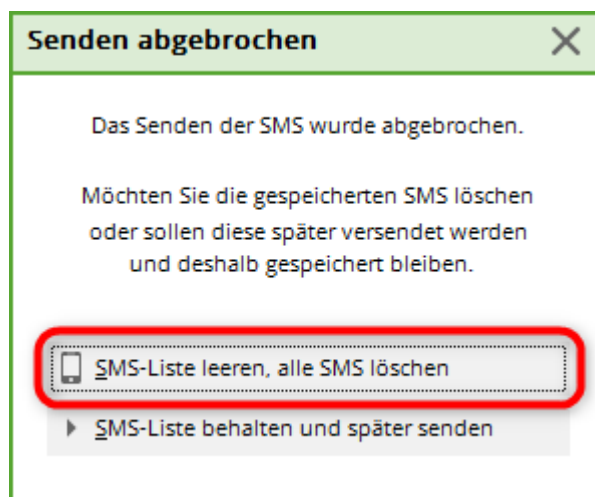 Senden abgebrochen
Das Senden der SMS wurde abgebrochen.
Möchten Sie die gespeicherten SMS löschen
oder sollen diese später versendet werden
und deshalb gespeichert bleiben.
SMS-Liste leeren, alle SMS löschen
SMS-Liste behalten und später senden